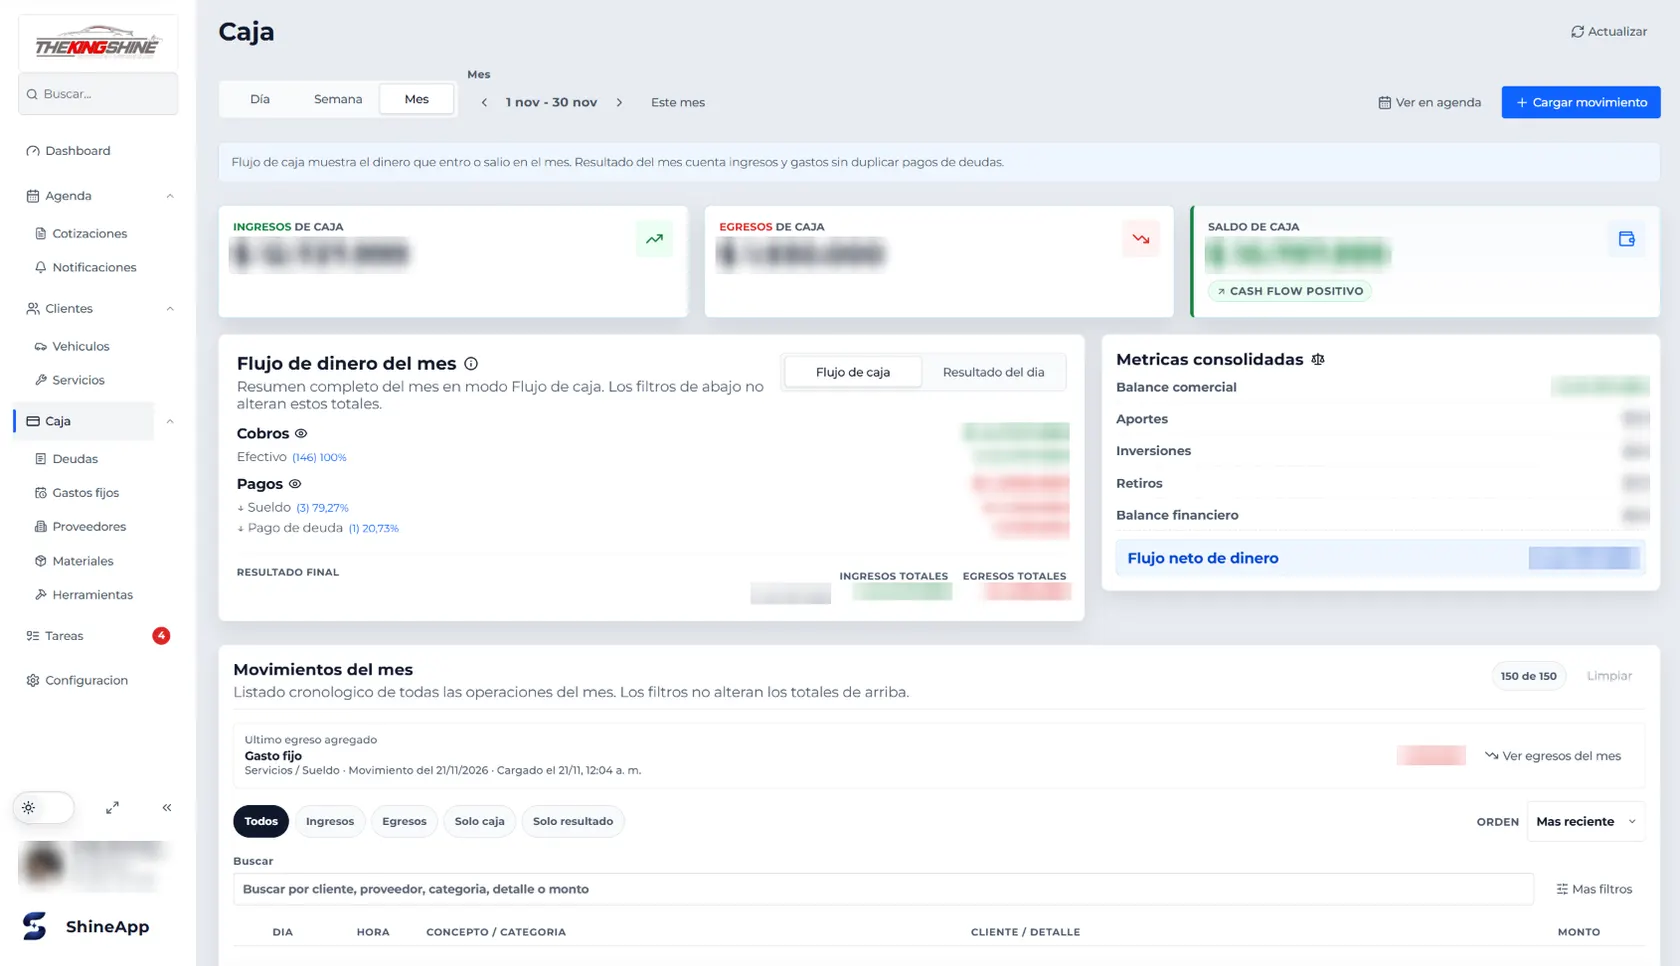 THEKINGSHINE
Buscar...
Dashboard
Agenda
Cotizaciones
Notificaciones
Clientes
Vehiculos
Servicios
Caja
Deudas
Gastos fijos
Proveedores
Materiales
Herramientas
Tareas
4
Configuracion
ShineApp
Caja
Actualizar
Día
Semana
Mes
Mes
1 nov - 30 nov
Este mes
Ver en agenda
+ Cargar movimiento
Flujo de caja muestra el dinero que entro o salio en el mes. Resultado del mes cuenta ingresos y gastos sin duplicar pagos de deudas.
INGRESOS DE CAJA
EGRESOS DE CAJA
SALDO DE CAJA
CASH FLOW POSITIVO
Flujo de dinero del mes
Resumen completo del mes en modo Flujo de caja. Los filtros de abajo no
alteran estos totales.
Flujo de caja
Resultado del dia
Cobros
Efectivo (146) 100%
Pagos
↓ Sueldo (3) 79,27%
↓ Pago de deuda (1) 20,73%
RESULTADO FINAL
INGRESOS TOTALES
EGRESOS TOTALES
Metricas consolidadas
Balance comercial
Aportes
Inversiones
Retiros
Balance financiero
Flujo neto de dinero
Movimientos del mes
Listado cronologico de todas las operaciones del mes. Los filtros no alteran los totales de arriba.
150 de 150
Limpiar
Ultimo egreso agregado
Gasto fijo
Servicios / Sueldo · Movimiento del 21/11/2026 · Cargado el 21/11, 12:04 a. m.
Ver egresos del mes
Todos
Ingresos
Egresos
Solo caja
Solo resultado
ORDEN
Mas reciente
Buscar
Buscar por cliente, proveedor, categoria, detalle o monto
Mas filtros
DIA
HORA
CONCEPTO / CATEGORIA
CLIENTE / DETALLE
MONTO